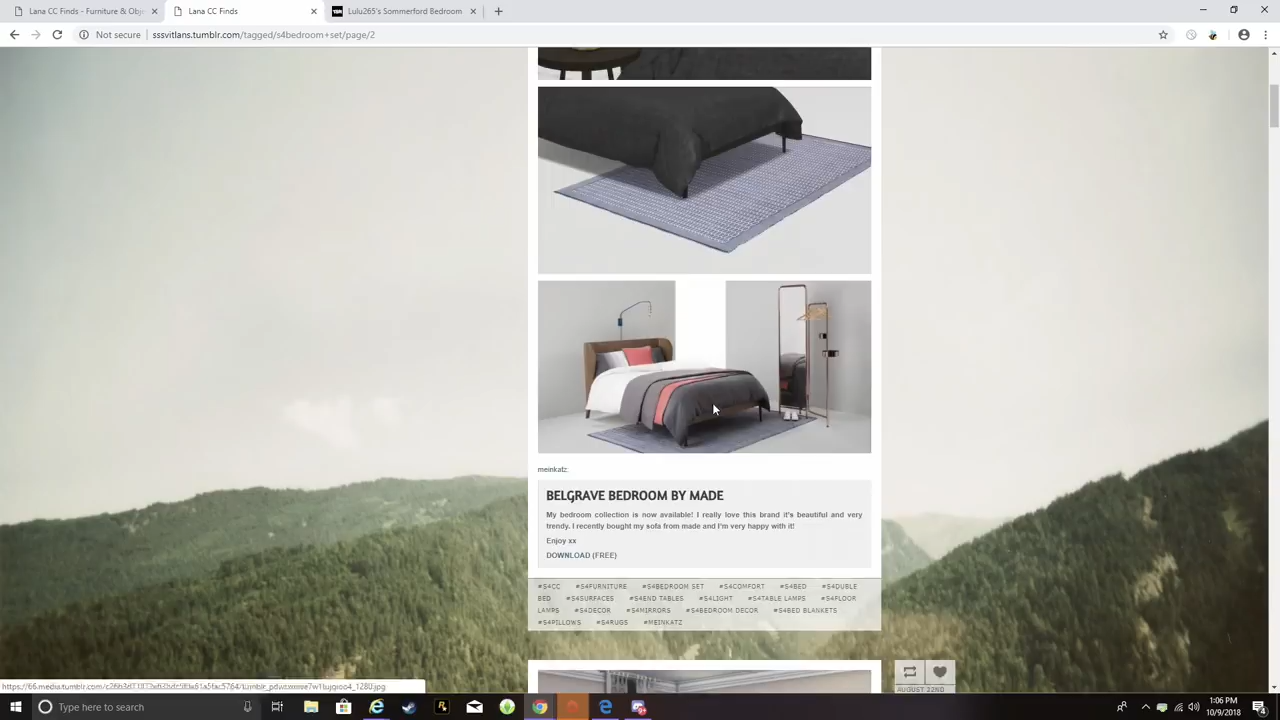 Lana CC Finds - Furniture & Obj
Lana CC Finds
Lulu265's Sommerford Bedroom
Not secure
sssvitlans.tumblr.com/tagged/s4bedroom+set/page/2
meinkatz:
BELGRAVE BEDROOM BY MADE
My bedroom collection is now available! I really love this brand it's beautiful and very
trendy. I recently bought my sofa from made and I'm very happy with it!
Enjoy xx
DOWNLOAD (FREE)
#S4CC #S4FURNITURE #S4BEDROOM SET #S4COMFORT #S4BED #S4DUBLE
BED #S4SURFACES #S4END TABLES #S4LIGHT #S4TABLE LAMPS #S4FLOOR
LAMPS #S4DECOR #S4MIRRORS #S4BEDROOM DECOR #S4BED BLANKETS
#S4PILLOWS #S4RUGS #MEINKATZ
AUGUST 22ND
Type here to search
1:06 PM
10/9/2018